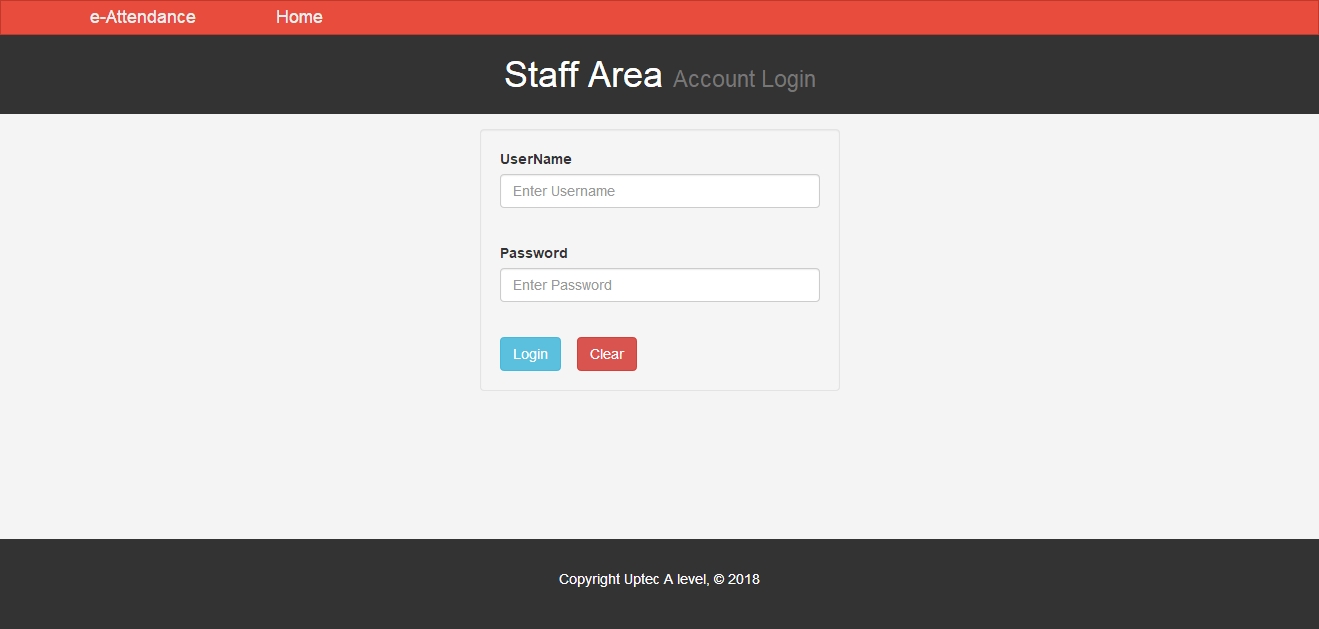 e-Attendance Home
Staff Area Account Login
UserName
Enter Username
Password
Enter Password
Login Clear
Copyright Uptec A level, © 2018